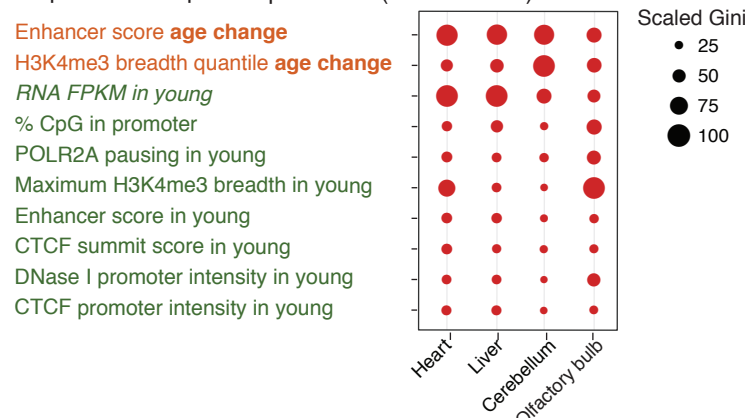 Scaled Gini
Enhancer score age change
H3K4me3 breadth quantile age change
RNA FPKM in young
% CpG in promoter
POLR2A pausing in young
Maximum H3K4me3 breadth in young
Enhancer score in young
CTCF summit score in young
DNase I promoter intensity in young
CTCF promoter intensity in young
25
50
75
100
Heart
Liver
Cerebellum
Olfactory bulb